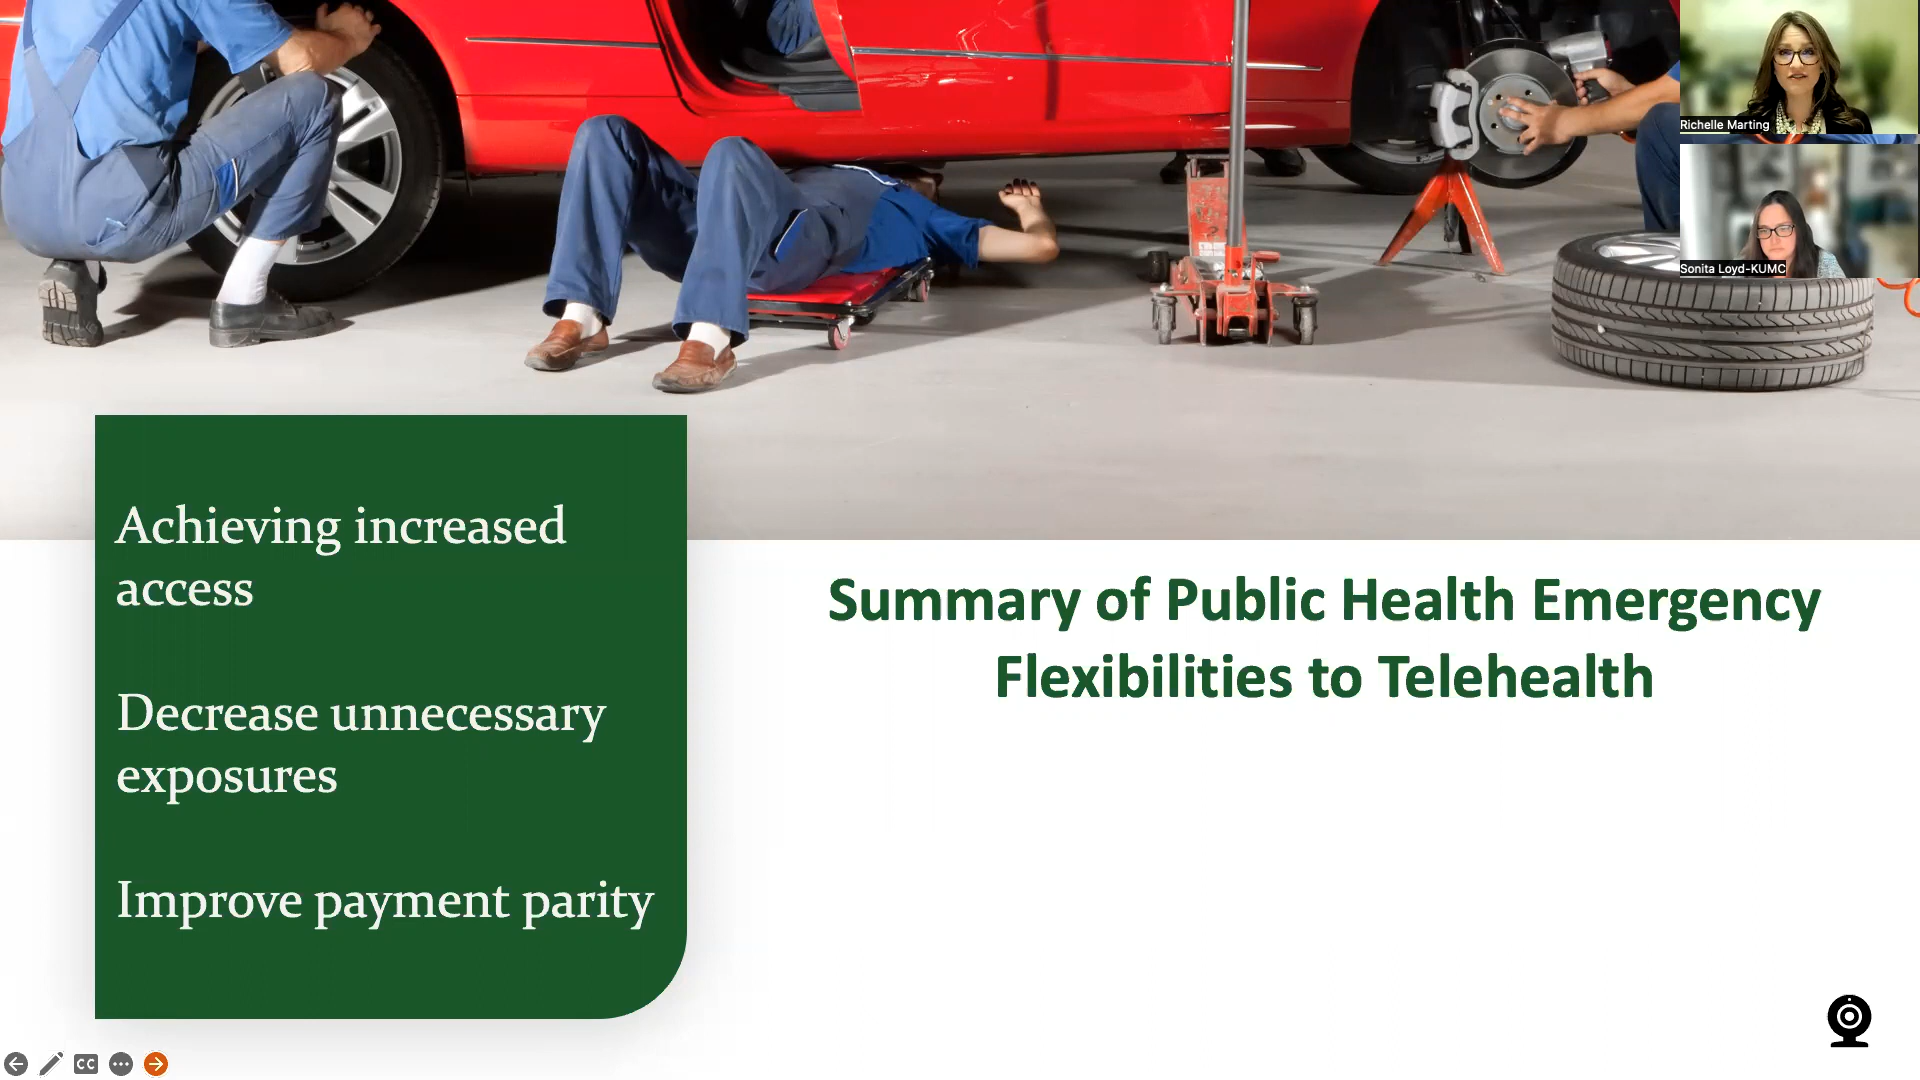 Richelle Marting
Sonita Loyd-KUMC
Achieving increased
access
Decrease unnecessary
exposures
Improve payment parity
Summary of Public Health Emergency
Flexibilities to Telehealth
CC